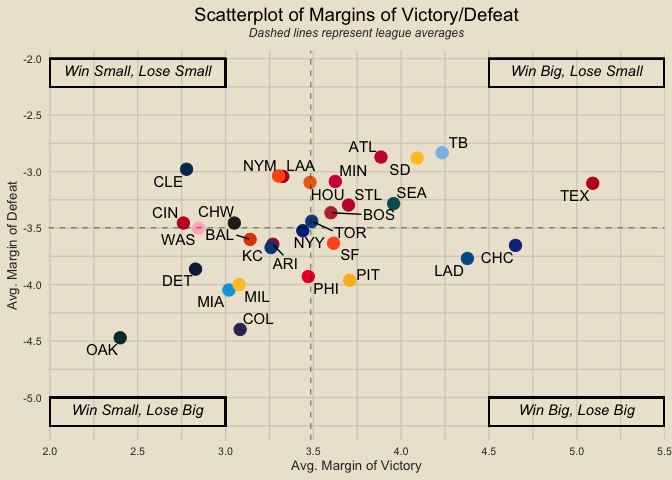 Scatterplot of Margins of Victory/Defeat
Dashed lines represent league averages
-2.0
Win Small, Lose Small
Win Big, Lose Small
-2.5
ATL
TB
-3.0
NYM
LAA
MIN
SD
CLE
HOU
STL
SEA
TEX
CIN
CHW
BOS
-3.5
WAS
BAL
NYY
TOR
KC
ARI
SF
LAD
CHC
DET
PIT
-4.0
MIA
MIL
PHI
COL
-4.5
OAK
-5.0
Win Small, Lose Big
Win Big, Lose Big
2.0
2.5
3.0
3.5
4.0
4.5
5.0
5.5
Avg. Margin of Victory
Avg. Margin of Defeat